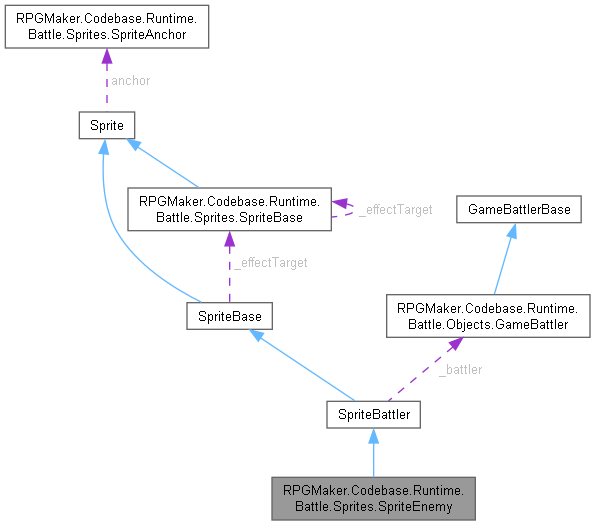 RPGMaker.Codebase.Runtime.
Battle.Sprites.SpriteAnchor
anchor
Sprite
RPGMaker.Codebase.Runtime.
Battle.Sprites.SpriteBase
_effectTarget
GameBattlerBase
_effectTarget
SpriteBase
RPGMaker.Codebase.Runtime.
Battle.Objects.GameBattler
_battler
SpriteBattler
RPGMaker.Codebase.Runtime.
Battle.Sprites.SpriteEnemy